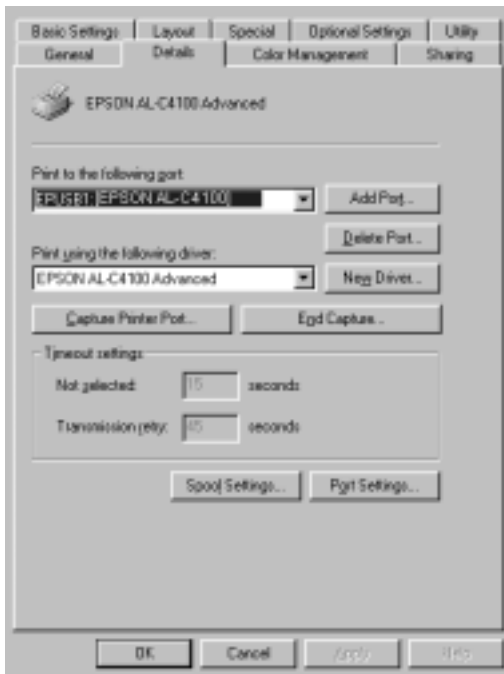 Basic Settings Layout Special Optional Settings Utility
General Details Color Management Sharing
EPSON AL-C4100 Advanced
Print to the following port:
EPUSB1: (EPSON AL-C4100) Add Port...
Delete Port...
Print using the following driver:
EPSON AL-C4100 Advanced New Driver...
Capture Printer Port... End Capture...
Timeout settings
Not selected: 15 seconds
Transmission retry: 45 seconds
Spool Settings... Port Settings...
OK Cancel Apply Help